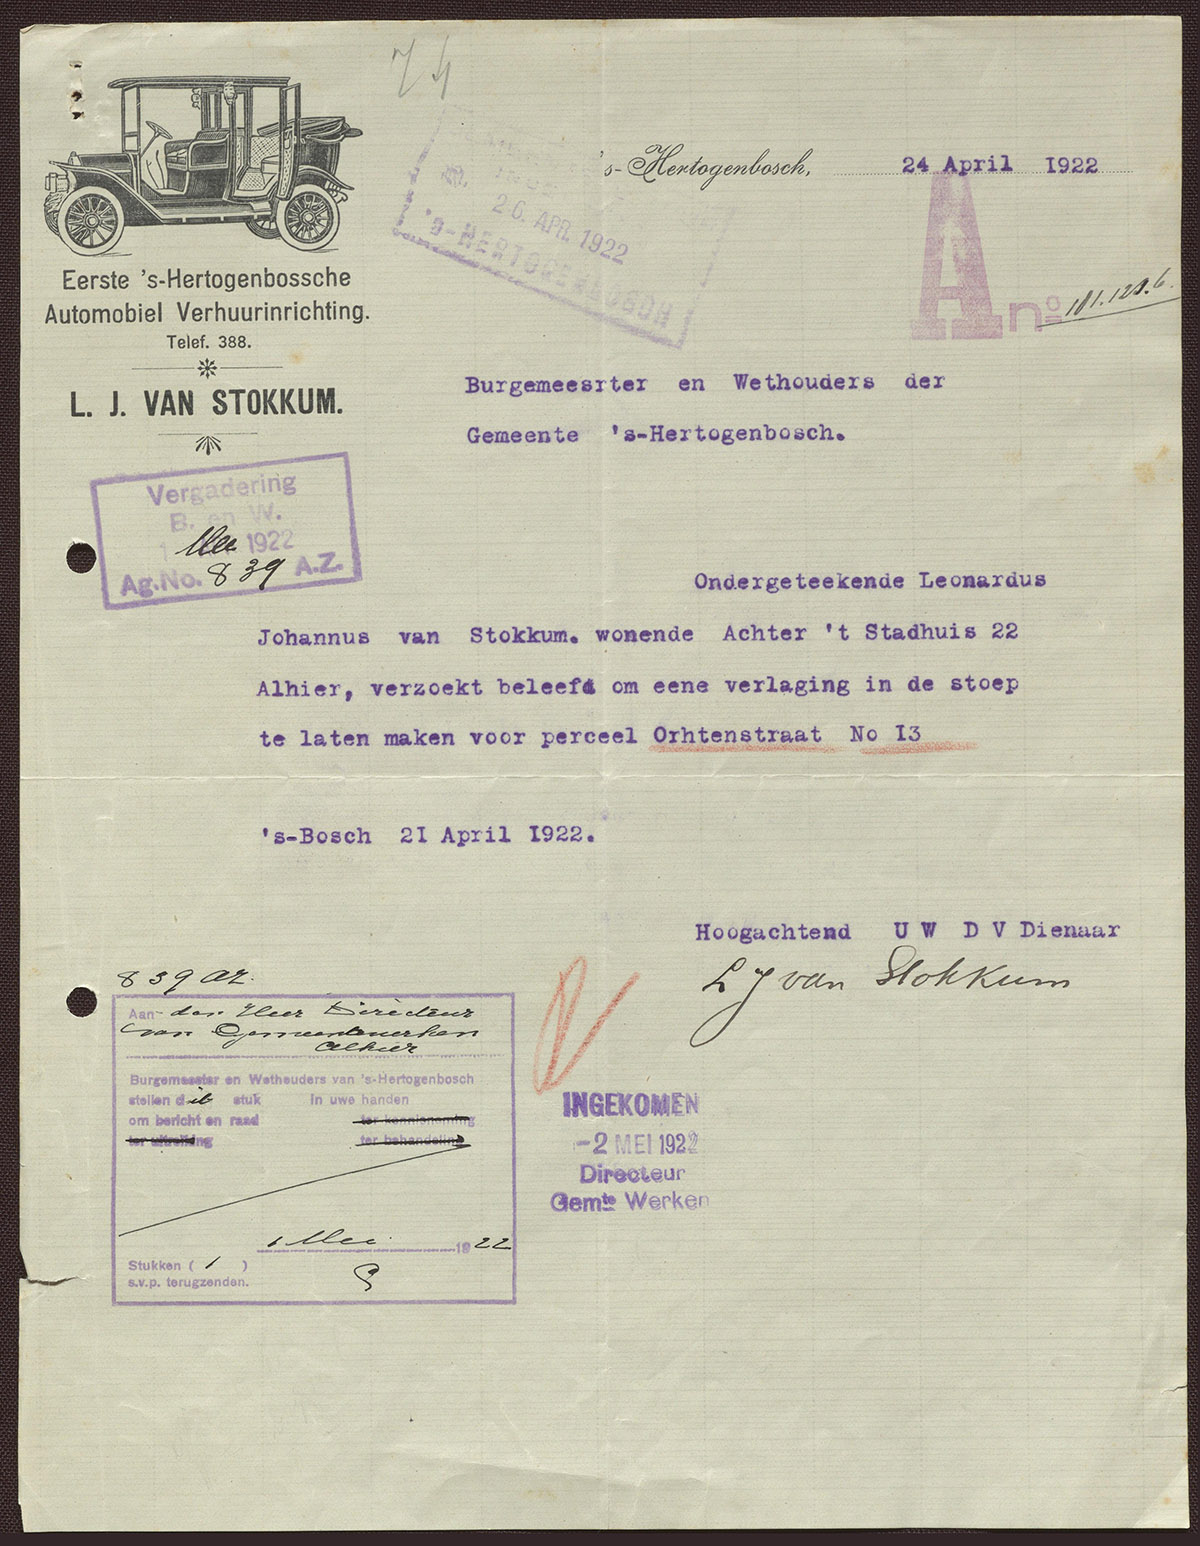 74
's-Hertogenbosch, 24 April 1922
26. APR. 1922
's-HERTOGENBOSCH
A no 181.128.6.
Eerste 's-Hertogenbossche
Automobiel Verhuurinrichting.
Telef. 388.
L. J. VAN STOKKUM.
Burgemeesrter en Wethouders der
Gemeente 's-Hertogenbosch.
Vergadering
B. en W.
1 Mei 1922
Ag.No. 839 A.Z.
Ondergeteekende Leonardus
Johannus van Stokkum. wonende Achter 't Stadhuis 22
Alhier, verzoekt beleefd om eene verlaging in de stoep
te laten maken voor perceel Orhtenstraat No I3
's-Bosch 2I April I922.
Hoogachtend U W D V Dienaar
L J van Stokkum
839 AZ.
Aan den Heer Directeur
van Gemeentewerken
alhier
Burgemeester en Wethouders van 's-Hertogenbosch
stellen dit stuk in uwe handen
om bericht en raad ter kennisneming
ter uitreiking ter behandeling
1 Mei 1922
Stukken ( 1 )
s.v.p. terugzenden.
INGEKOMEN
-2 MEI 1922
Directeur
Gemte Werken